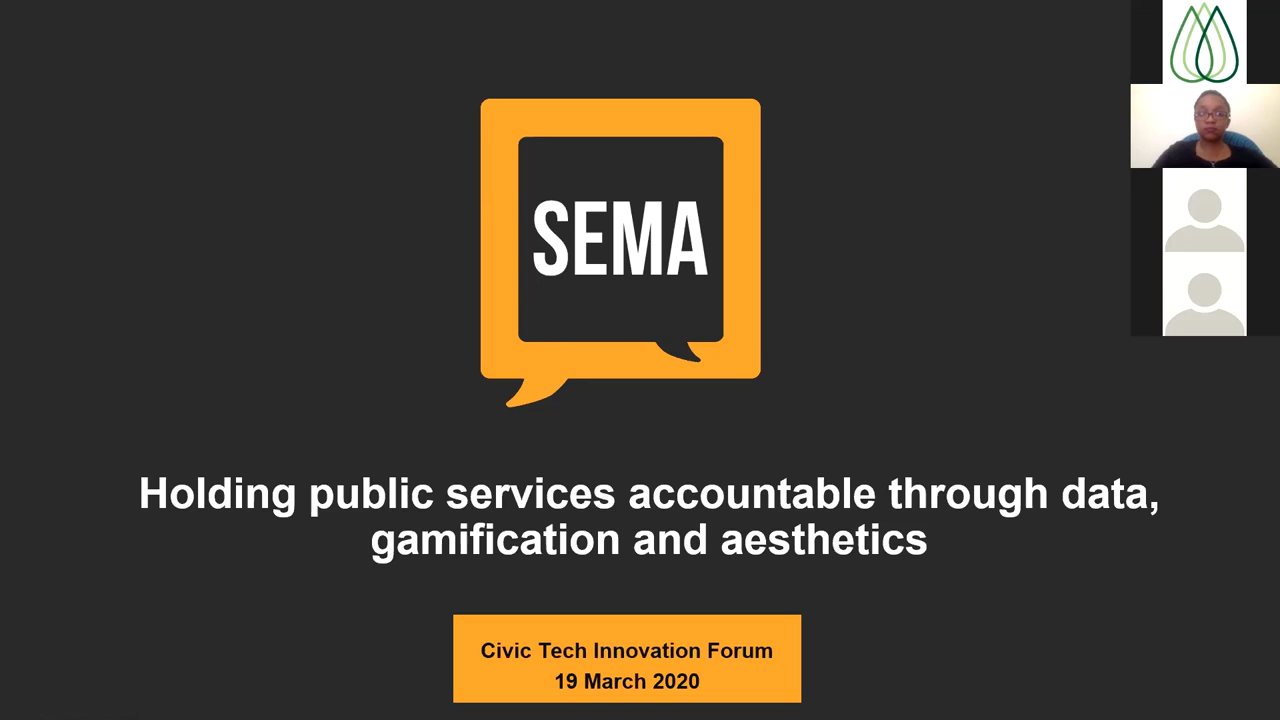 SEMA
Holding public services accountable through data,
gamification and aesthetics
Civic Tech Innovation Forum
19 March 2020